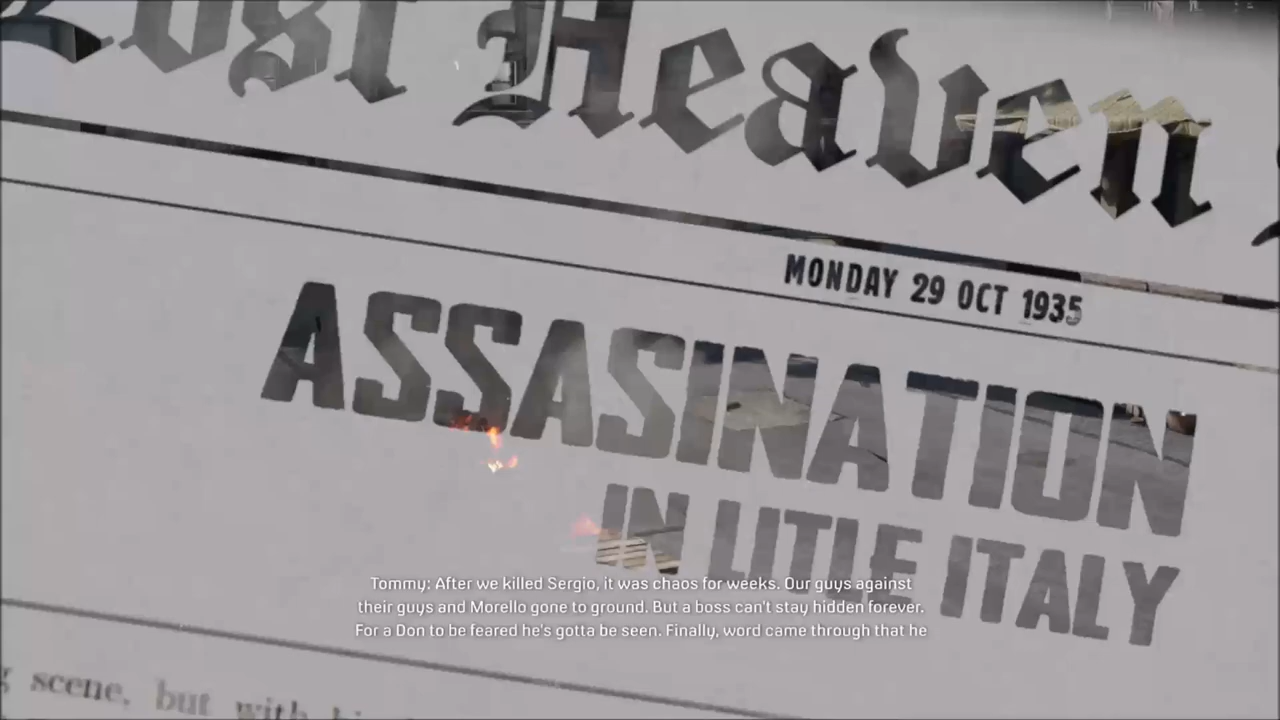 Lost Heaven
MONDAY 29 OCT 1935
ASSASINATION
IN LITTLE ITALY
Tommy: After we killed Sergio, it was chaos for weeks. Our guys against
their guys and Morello gone to ground. But a boss can't stay hidden forever.
For a Don to be feared he's gotta be seen. Finally, word came through that he
scene, but with